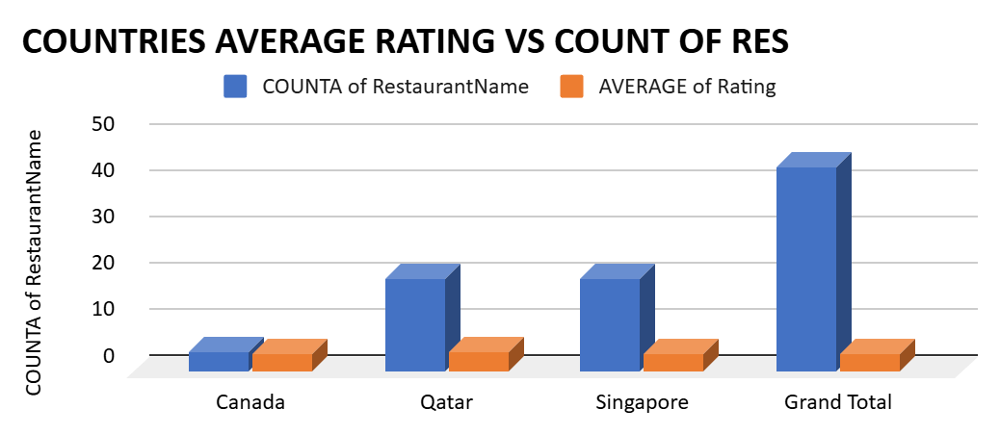 COUNTRIES AVERAGE RATING VS COUNT OF RES
COUNTA of RestaurantName
AVERAGE of Rating
COUNTA of RestaurantName
50
40
30
20
10
0
Canada
Qatar
Singapore
Grand Total